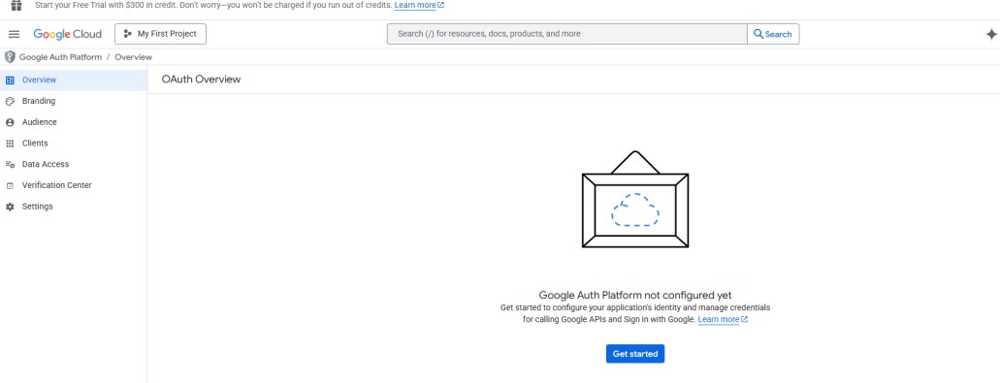 Start your Free Trial with $300 in credit. Don't worry—you won't be charged if you run out of credits. Learn more
Google Cloud
My First Project
Search (/) for resources, docs, products, and more
Search
Google Auth Platform / Overview
Overview
OAuth Overview
Branding
Audience
Clients
Data Access
Verification Center
Settings
Google Auth Platform not configured yet
Get started to configure your application's identity and manage credentials
for calling Google APIs and Sign in with Google. Learn more
Get started